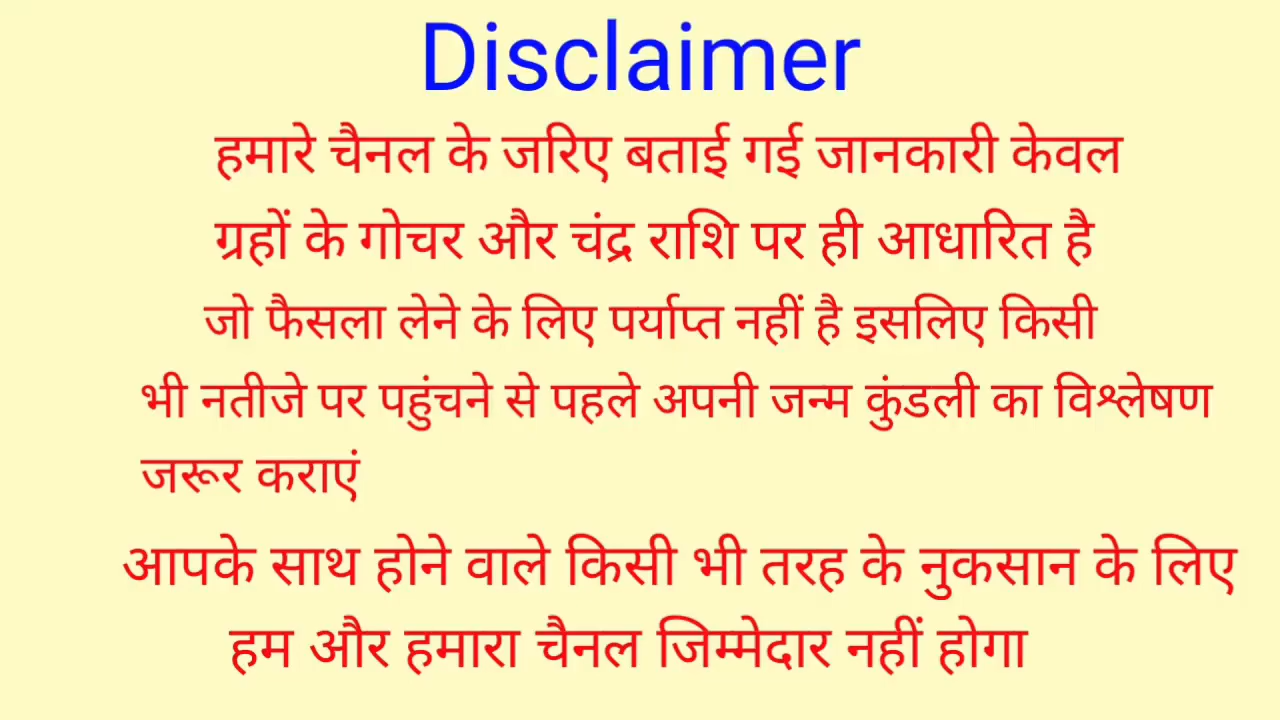 Disclaimer
हमारे चैनल के जरिए बताई गई जानकारी केवल
ग्रहों के गोचर और चंद्र राशि पर ही आधारित है
जो फैसला लेने के लिए पर्याप्त नहीं है इसलिए किसी
भी नतीजे पर पहुंचने से पहले अपनी जन्म कुंडली का विश्लेषण
जरूर कराएं
आपके साथ होने वाले किसी भी तरह के नुकसान के लिए
हम और हमारा चैनल जिम्मेदार नहीं होगा